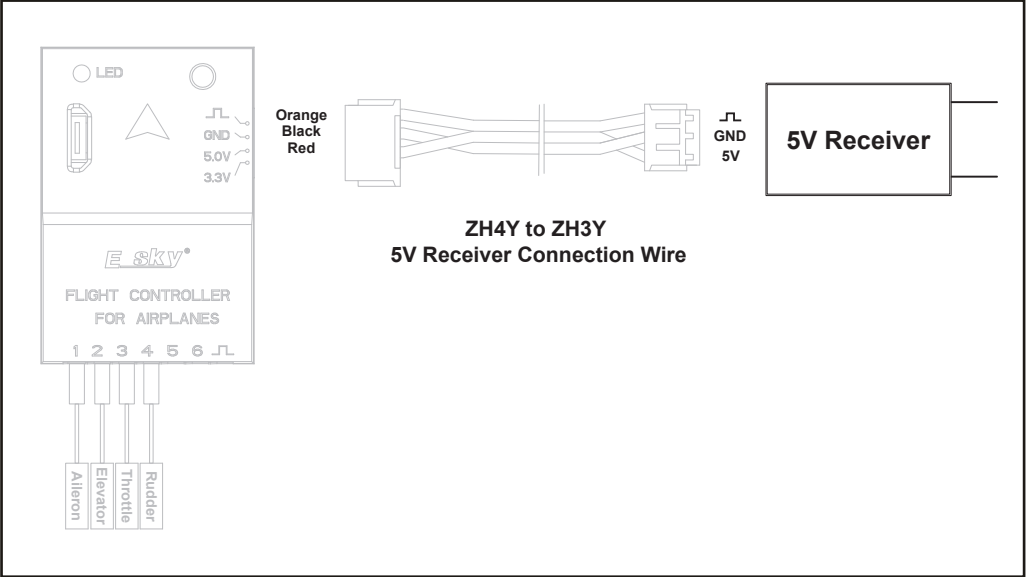 LED
GND
5.0V
3.3V
E sky®
FLIGHT CONTROLLER
FOR AIRPLANES
1 2 3 4 5 6
Aileron
Elevator
Throttle
Rudder
Orange
Black
Red
GND
5V
ZH4Y to ZH3Y
5V Receiver Connection Wire
5V Receiver